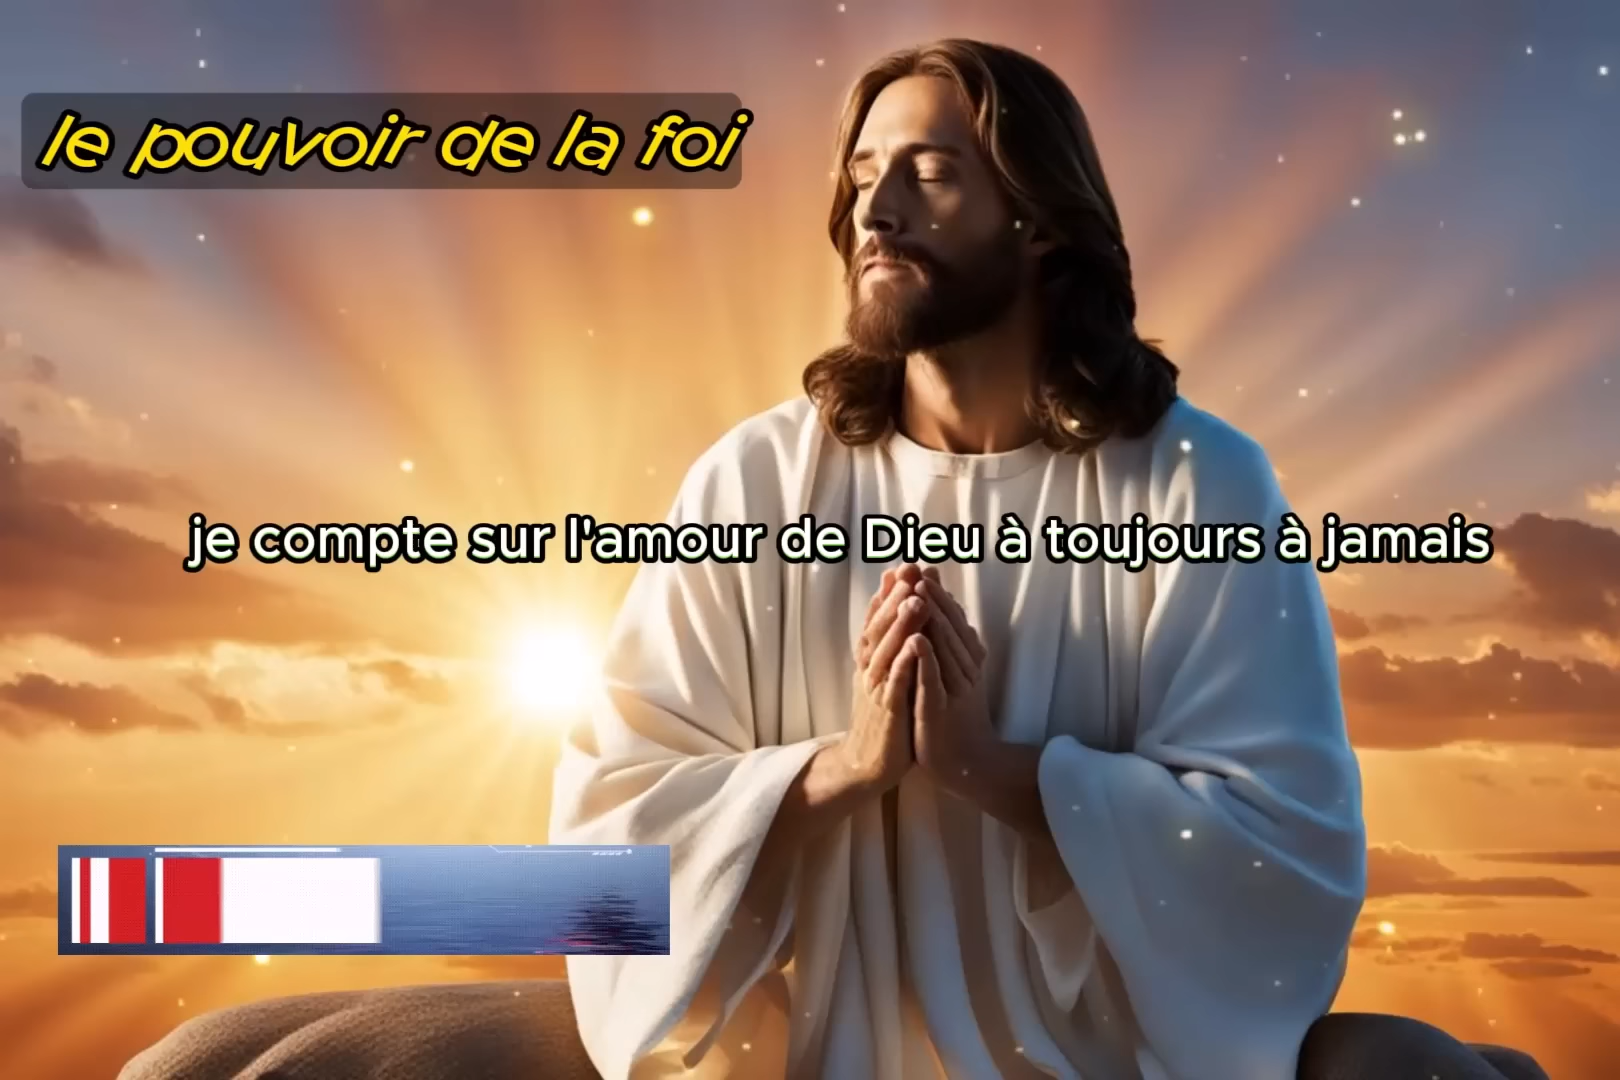 le pouvoir de la foi
je compte sur l'amour de Dieu à toujours à jamais